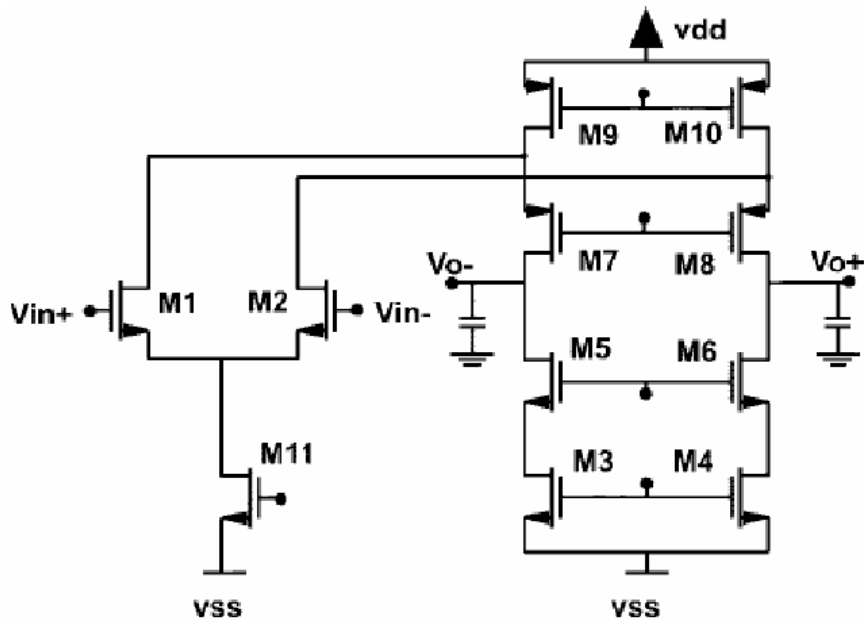 vdd
M9 M10
M7 M8
Vo- Vo+
Vin+ M1 M2 Vin-
M5 M6
M11 M3 M4
vss vss